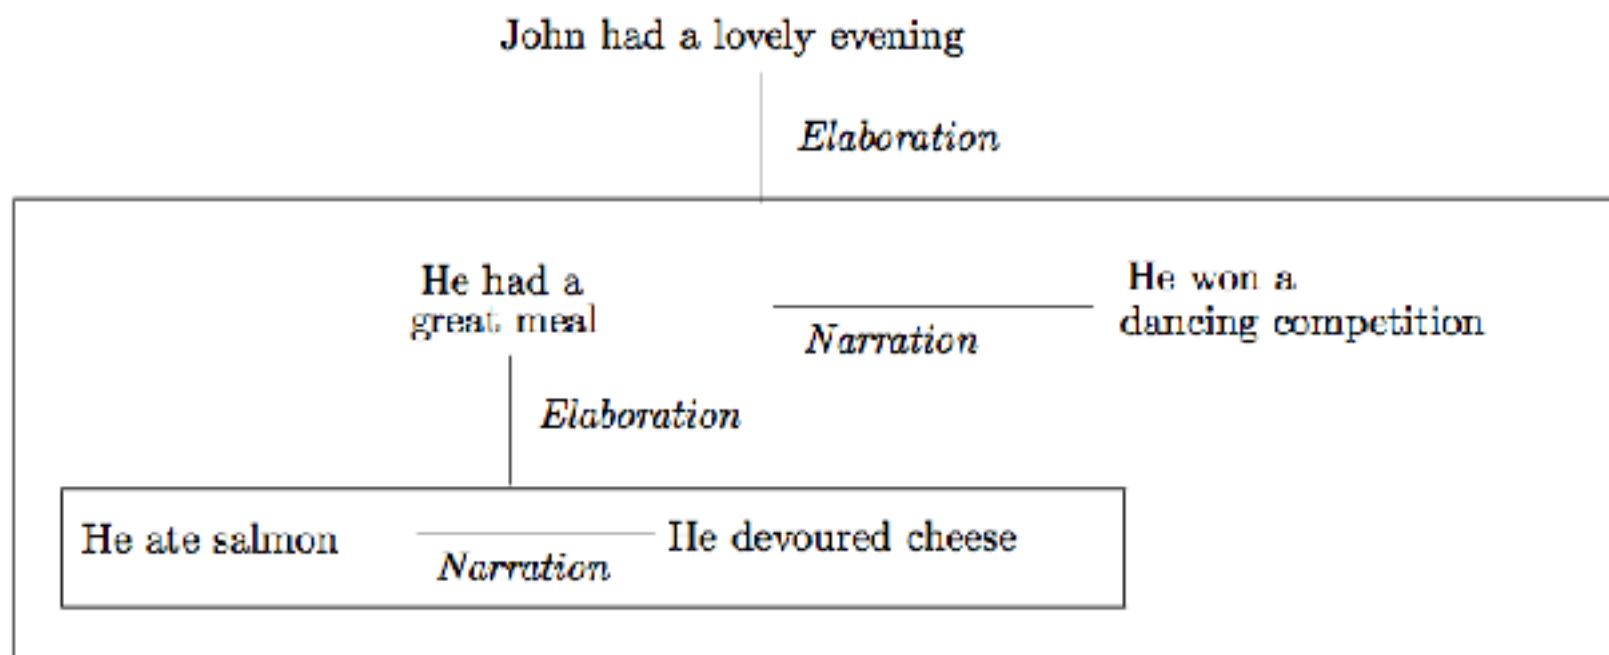 John had a lovely evening
Elaboration
He had a
great meal
He won a
dancing competition
Narration
Elaboration
He ate salmon
He devoured cheese
Narration